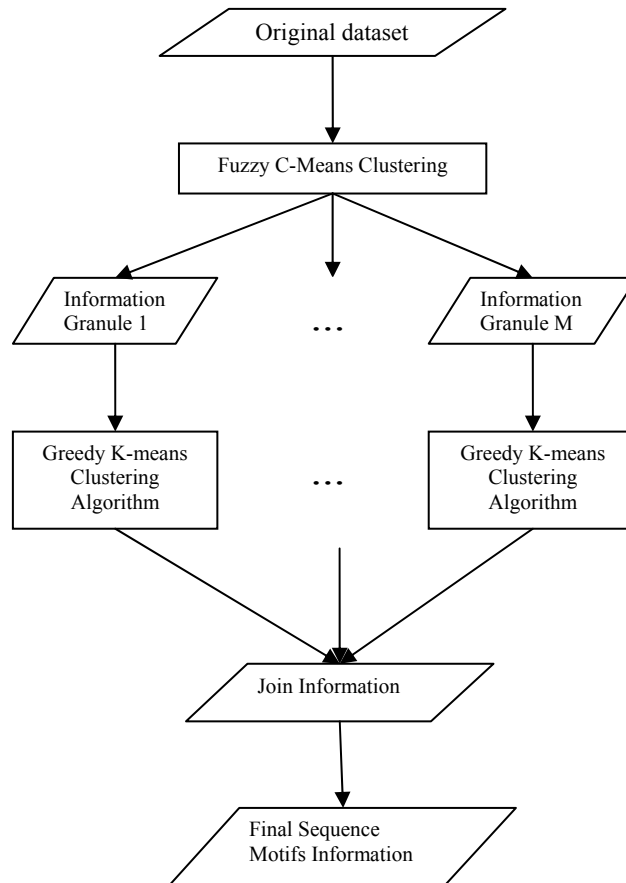 Original dataset
Fuzzy C-Means Clustering
Information
Granule 1
...
Information
Granule M
Greedy K-means
Clustering
Algorithm
...
Greedy K-means
Clustering
Algorithm
Join Information
Final Sequence
Motifs Information